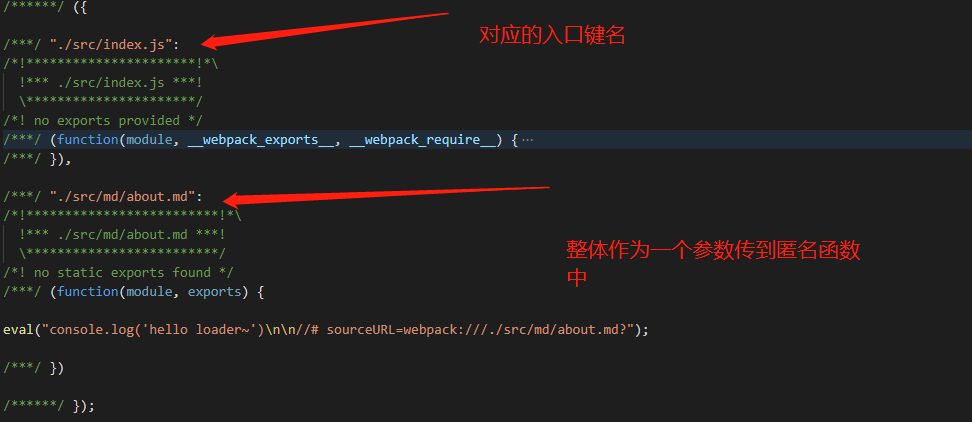 /******/ ({
/***/ "./src/index.js":
对应的入口键名
/*!**********************!*\
!*** ./src/index.js ***!
\**********************/
/*! no exports provided */
/***/ (function(module, __webpack_exports__, __webpack_require__) { ⋯
/***/ }),
/***/ "./src/md/about.md":
/*!*************************!*\
!*** ./src/md/about.md ***!
\*************************/
整体作为一个参数传到匿名函数
中
/*! no static exports found */
/***/ (function(module, exports) {
eval("console.log('hello loader~')\n\n//# sourceURL=webpack:///./src/md/about.md?");
/***/ })
/******/ });